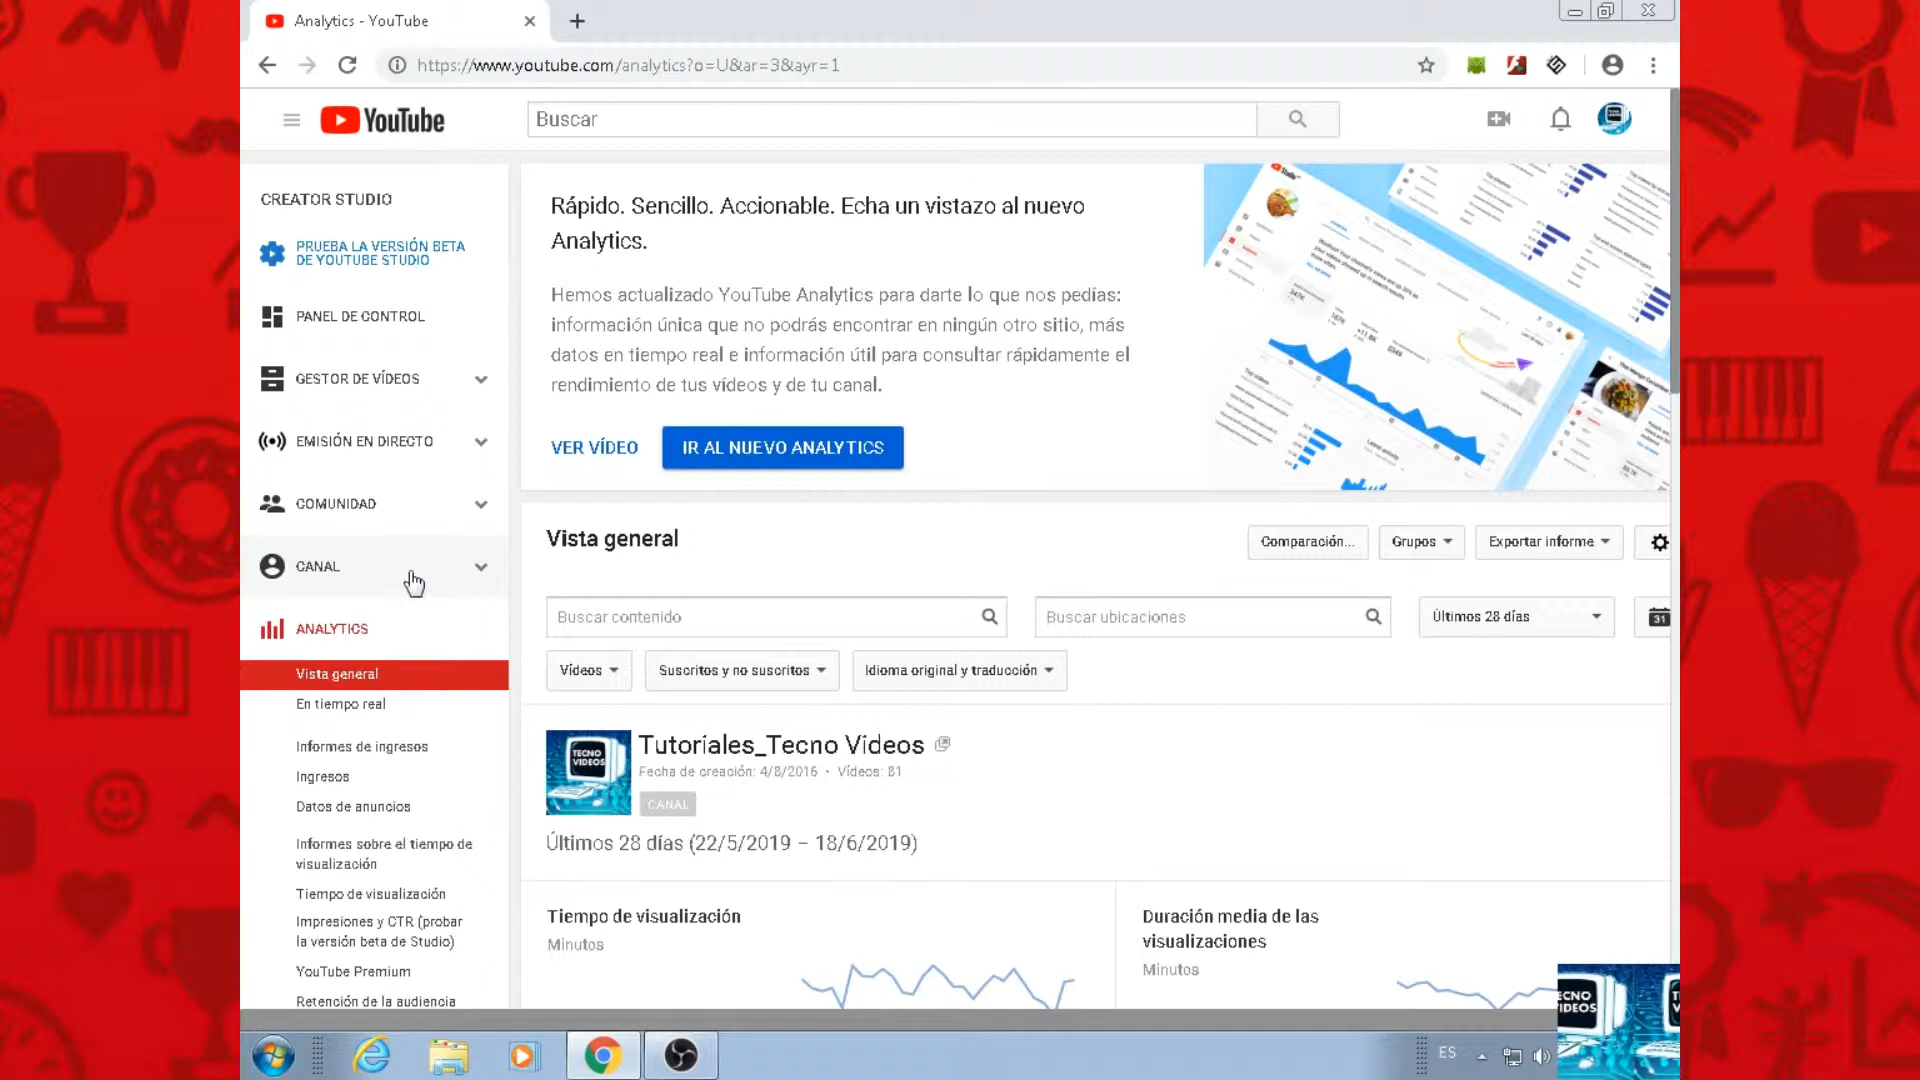 Analytics - YouTube
https://www.youtube.com/analytics?o=U&ar=3&ayr=1
YouTube
Buscar
CREATOR STUDIO
PRUEBA LA VERSIÓN BETA
DE YOUTUBE STUDIO
PANEL DE CONTROL
GESTOR DE VÍDEOS
EMISIÓN EN DIRECTO
COMUNIDAD
CANAL
ANALYTICS
Vista general
En tiempo real
Informes de ingresos
Ingresos
Datos de anuncios
Informes sobre el tiempo de
visualización
Tiempo de visualización
Impresiones y CTR (probar
la versión beta de Studio)
YouTube Premium
Retención de la audiencia
Rápido. Sencillo. Accionable. Echa un vistazo al nuevo
Analytics.
Hemos actualizado YouTube Analytics para darte lo que nos pedías:
información única que no podrás encontrar en ningún otro sitio, más
datos en tiempo real e información útil para consultar rápidamente el
rendimiento de tus vídeos y de tu canal.
VER VÍDEO
IR AL NUEVO ANALYTICS
Vista general
Comparación...
Grupos
Exportar informe
Buscar contenido
Buscar ubicaciones
Últimos 28 días
31
Vídeos
Suscritos y no suscritos
Idioma original y traducción
TECNO
VIDEOS
Tutoriales_Tecno Vídeos
Fecha de creación: 4/8/2016 • Vídeos: 81
CANAL
Últimos 28 días (22/5/2019 – 18/6/2019)
Tiempo de visualización
Minutos
Duración media de las
visualizaciones
Minutos
ES